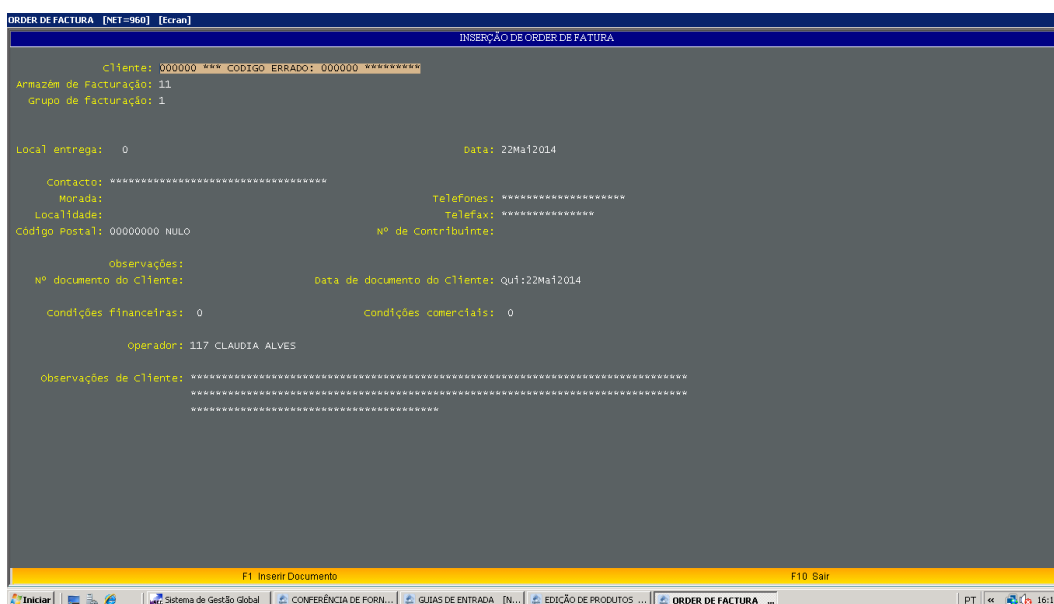 ORDER DE FACTURA [NET=960] [Ecran]
INSERÇÃO DE ORDER DE FATURA
Cliente: 000000 *** CODIGO ERRADO: 000000 *********
Armazém de Facturação: 11
Grupo de facturação: 1
Local entrega: 0 Data: 22Mai2014
Contacto: ***********************************
Morada: Telefones: ********************
Localidade: Telefax: ***************
Código Postal: 00000000 NULO Nº de Contribuinte:
Observações:
Nº documento do Cliente: Data de documento do Cliente: Qui:22Mai2014
Condições financeiras: 0 Condições comerciais: 0
Operador: 117 CLAUDIA ALVES
Observações de Cliente: ********************************************************************************
********************************************************************************
****************************************
F1 Inserir Documento F10 Sair
Iniciar Sistema de Gestão Global CONFERÊNCIA DE FORN... GUIAS DE ENTRADA [N... EDIÇÃO DE PRODUTOS ... ORDER DE FACTURA ... PT « 16:1